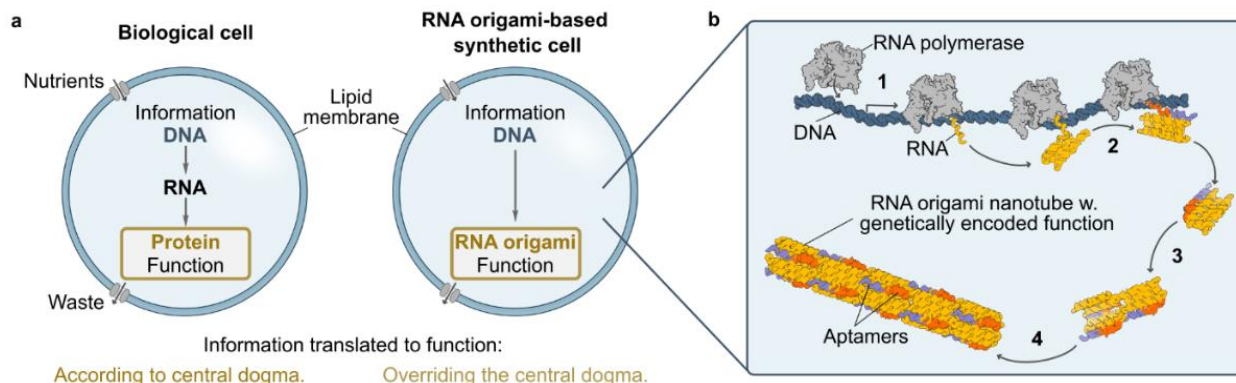 a
Biological cell
Nutrients
Information
DNA
RNA
Protein
Function
Waste
Lipid
membrane
RNA origami-based
synthetic cell
Information
DNA
RNA origami
Function
Information translated to function:
According to central dogma.
Overriding the central dogma.
b
RNA polymerase
1
DNA
RNA
2
RNA origami nanotube w.
genetically encoded function
3
Aptamers
4